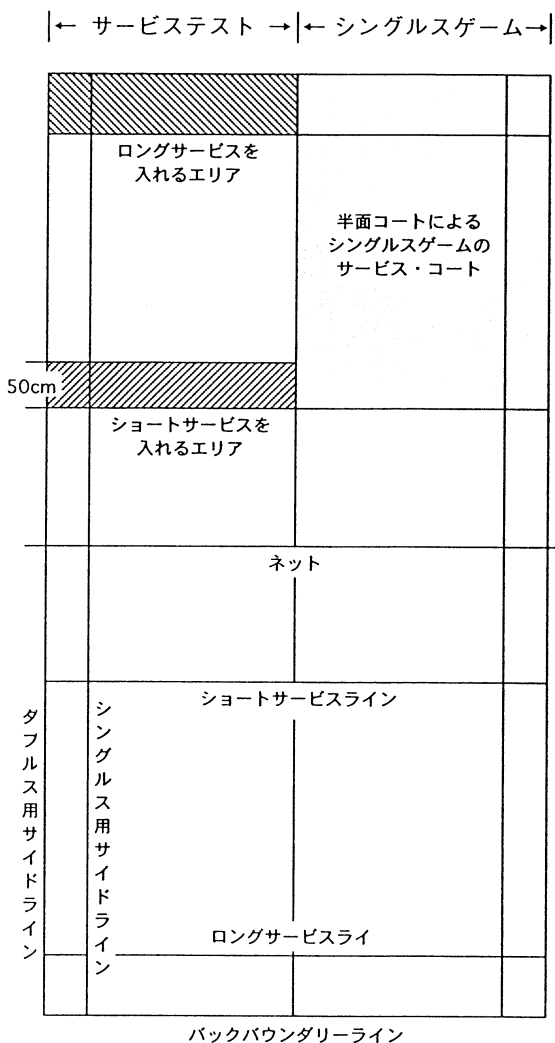 サービステスト
シングルスゲーム
ロングサービスを
入れるエリア
半面コートによる
シングルスゲームの
サービス・コート
50cm
ショートサービスを
入れるエリア
ネット
ショートサービスライン
ダブルス用サイドライン
シングルス用サイドライン
ロングサービスライ
バックバウンダリーライン